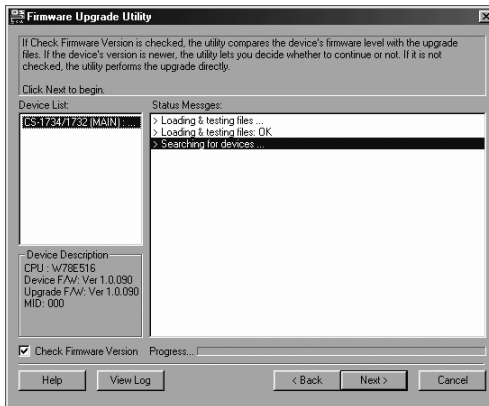 Firmware Upgrade Utility
If Check Firmware Version is checked, the utility compares the device's firmware level with the upgrade
files. If the device's version is newer, the utility lets you decide whether to continue or not. If it is not
checked, the utility performs the upgrade directly.
Click Next to begin.
Device List:
Status Messges:
CS-1734/1732 (MAIN) : ...
> Loading & testing files ...
> Loading & testing files: OK
> Searching for devices ...
Device Description
CPU : W78E516
Device F/W: Ver 1.0.090
Upgrade F/W: Ver 1.0.090
MID: 000
Check Firmware Version
Progress...
Help
View Log
< Back
Next >
Cancel